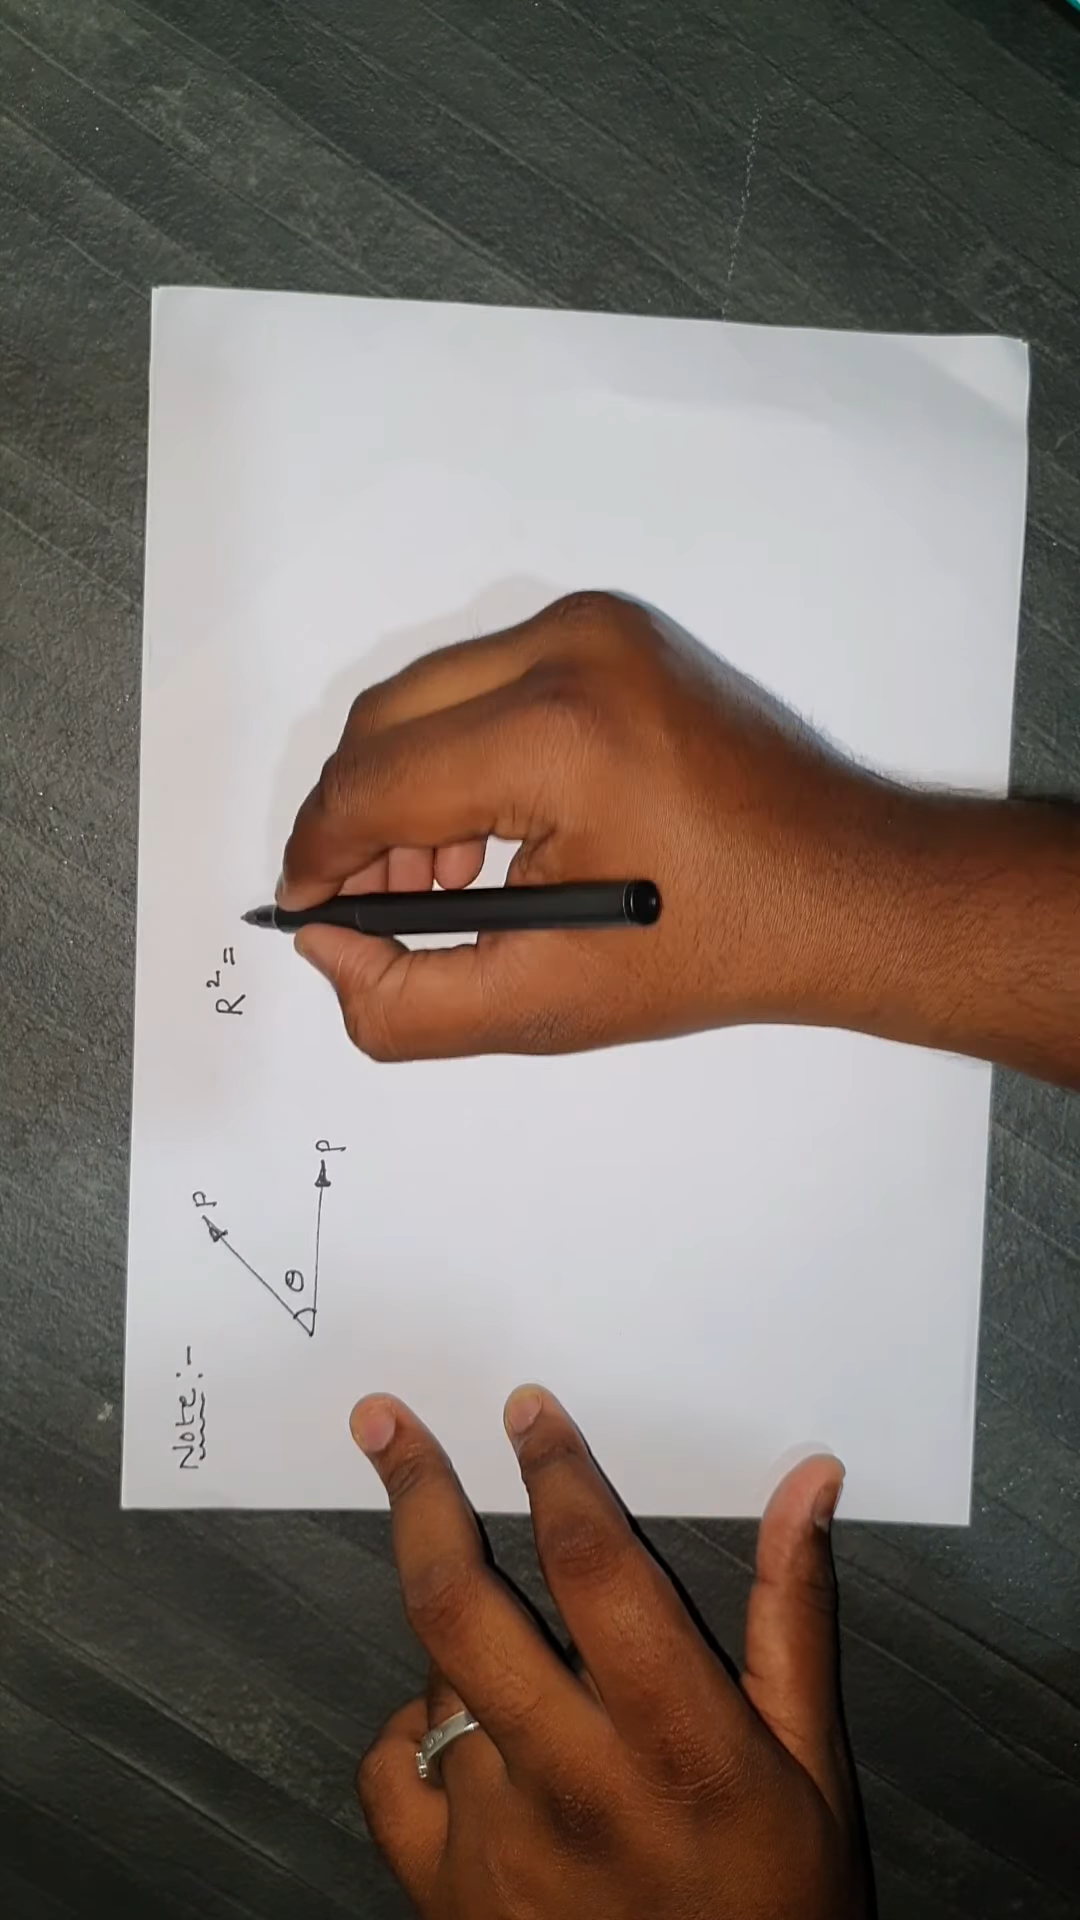 Note:-
P
θ
P
R² =